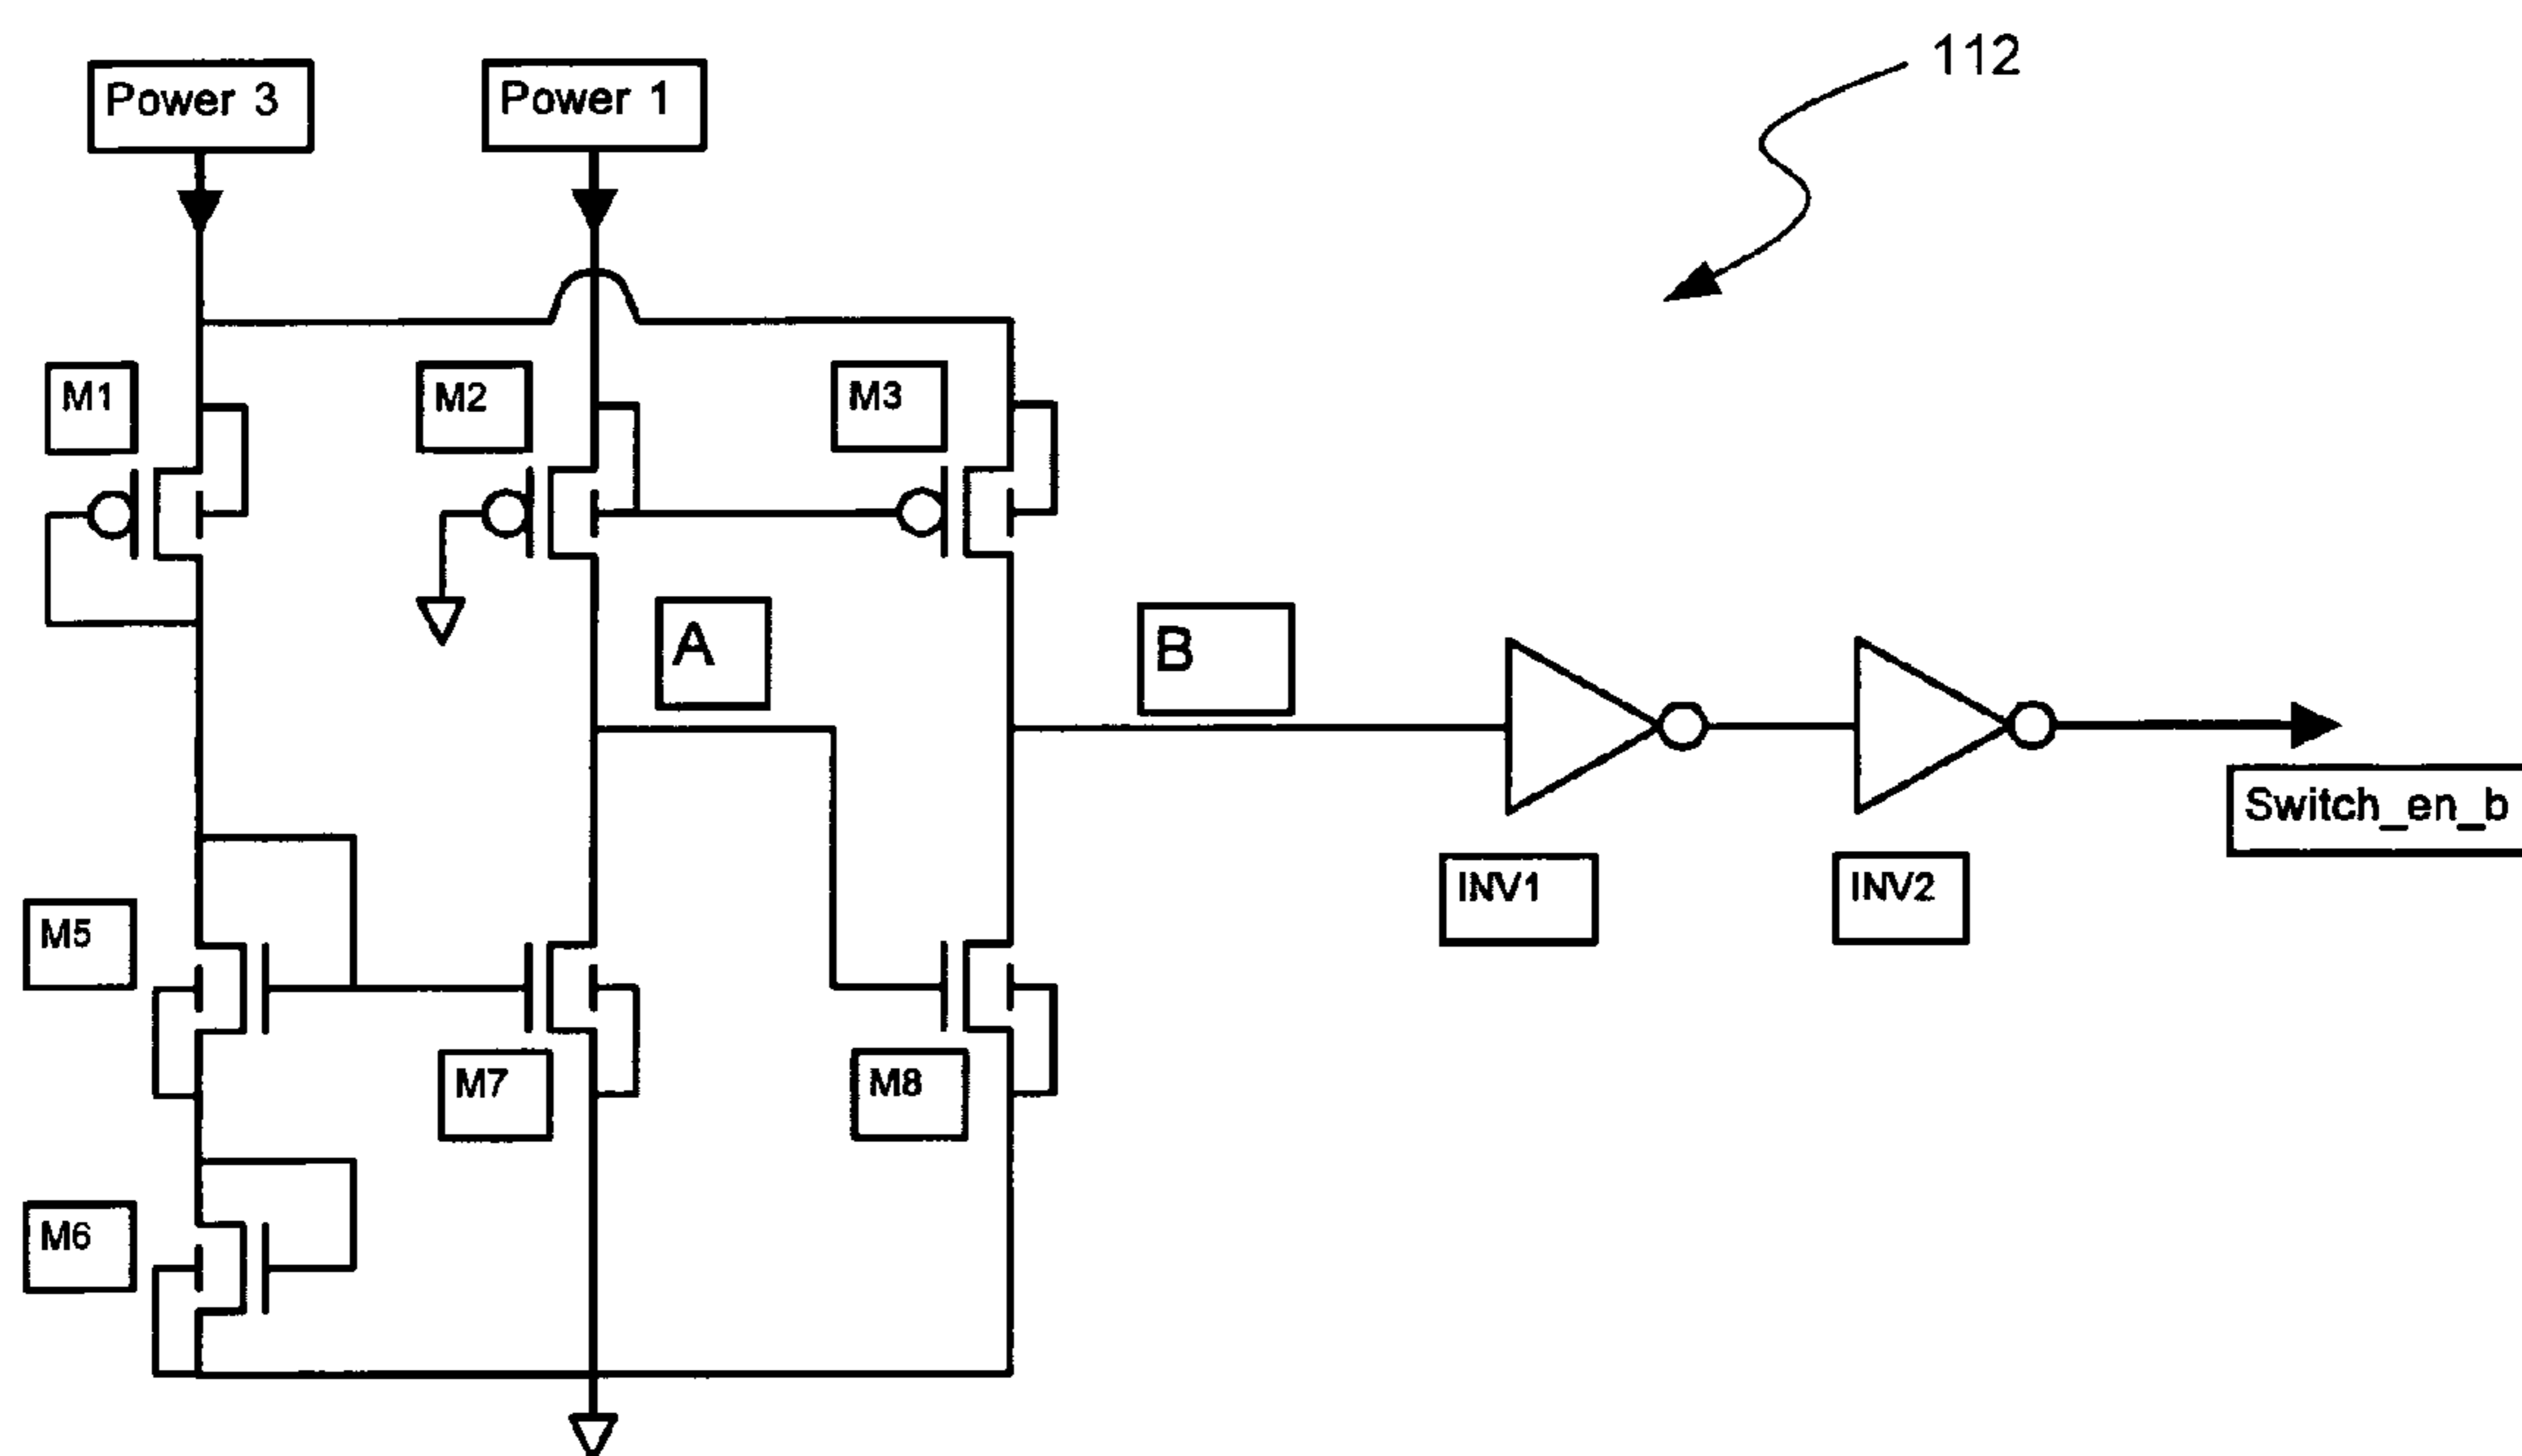 112
Power 3
Power 1
M1
M2
M3
A
B
Switch_en_b
INV1
INV2
M5
M7
M8
M6